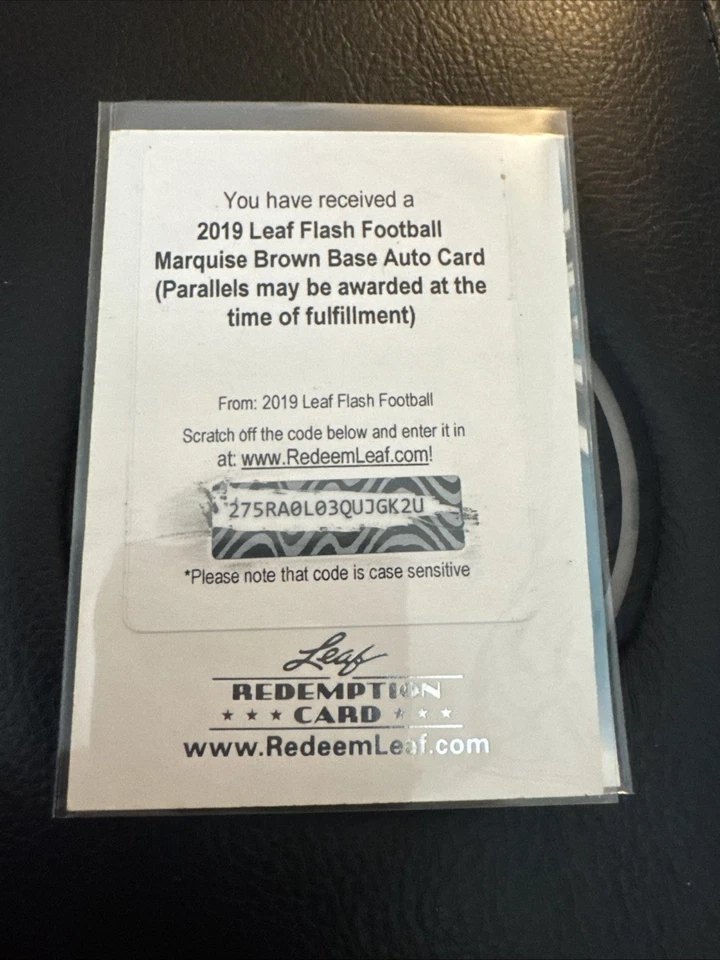 You have received a
2019 Leaf Flash Football
Marquise Brown Base Auto Card
(Parallels may be awarded at the
time of fulfillment)
From: 2019 Leaf Flash Football
Scratch off the code below and enter it in
at: www.RedeemLeaf.com!
275RA0L03QUJGK2U
*Please note that code is case sensitive
Leaf
REDEMPTION
★ ★ ★ CARD ★ ★ ★
www.RedeemLeaf.com